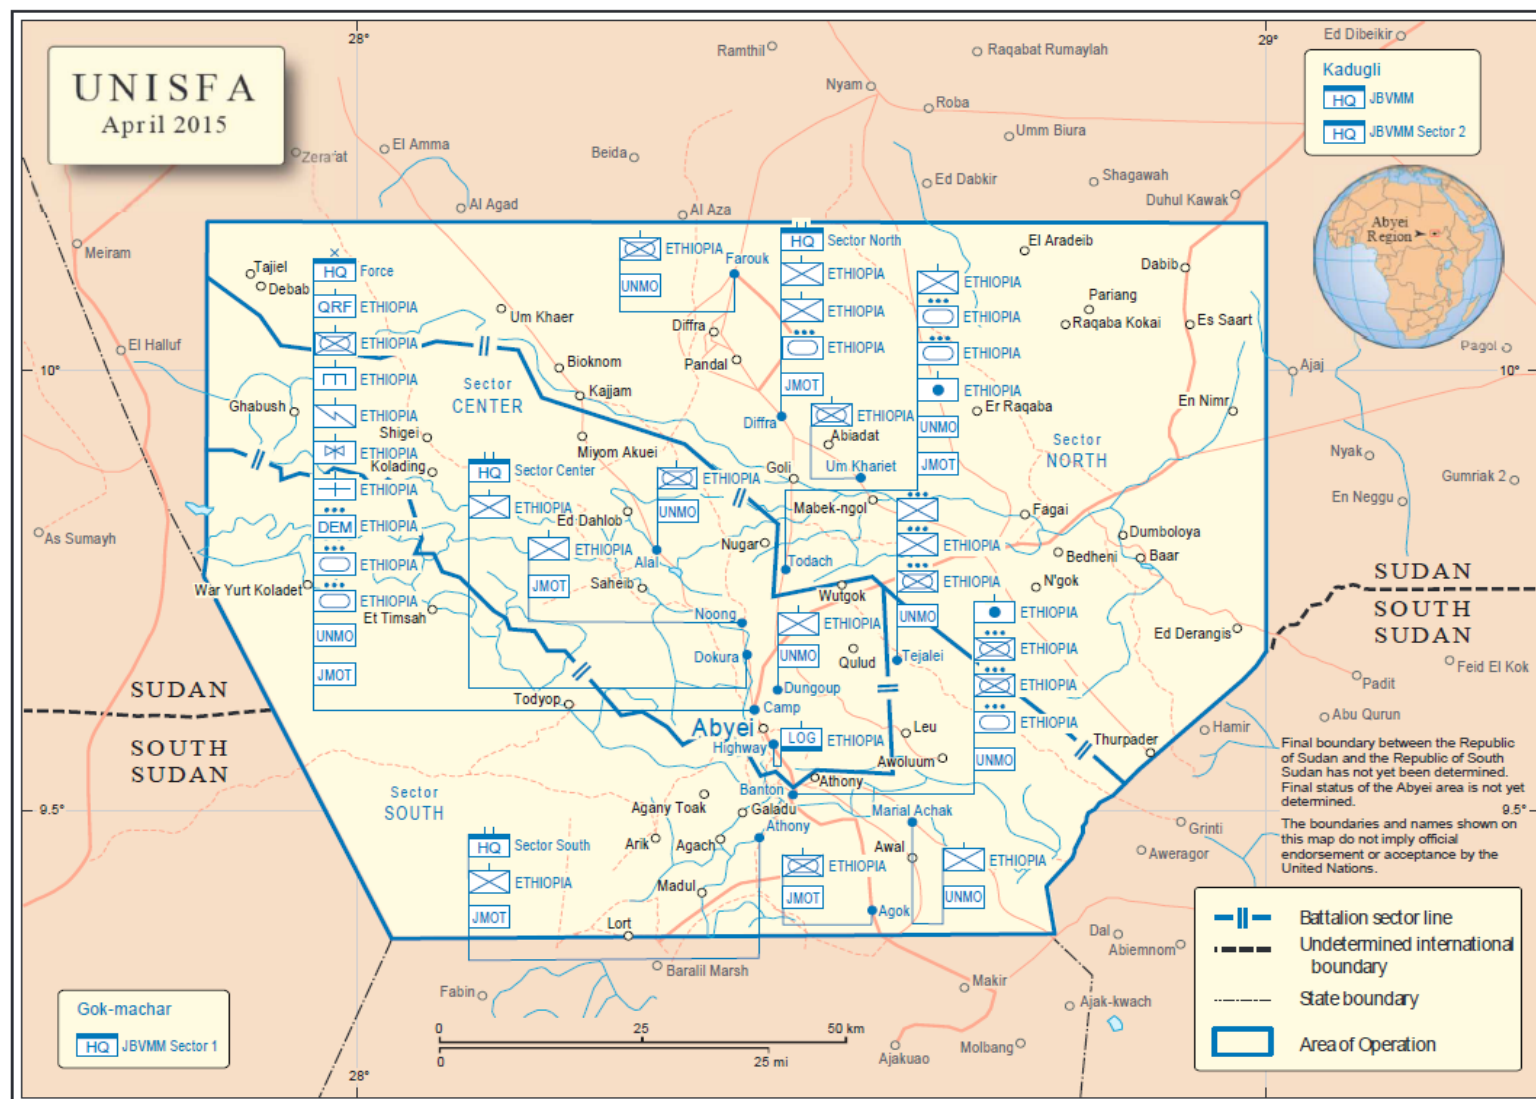 28°
29°
UNISFA
April 2015
Ramthil
Raqabat Rumaylah
Ed Dibeikir
Nyam
Roba
Kadugli
HQ JBVMM
HQ JBVMM Sector 2
Zerafat
El Amma
Beida
Umm Biura
Ed Dabkir
Shagawah
Duhul Kawak
Al Agad
Al Aza
Meiram
Abyei
Region
Tajiel
Debab
HQ Force
QRF ETHIOPIA
ETHIOPIA
ETHIOPIA
ETHIOPIA
ETHIOPIA
ETHIOPIA
DEM ETHIOPIA
ETHIOPIA
ETHIOPIA
UNMO
JMOT
ETHIOPIA
UNMO
Farouk
HQ Sector North
ETHIOPIA
ETHIOPIA
ETHIOPIA
JMOT
Diffra
ETHIOPIA
ETHIOPIA
ETHIOPIA
ETHIOPIA
UNMO
JMOT
El Aradeib
Dabib
Pariang
Raqaba Kokai
Es Saart
Um Khaer
Diffra
Pandal
El Halluf
Bioknom
Kajjam
Pagol
10°
10°
Ajaj
Sector
CENTER
Ghabush
Shigei
Kolading
Miyom Akuei
ETHIOPIA
Abiadat
Um Khariet
Er Raqaba
En Nimr
Sector
NORTH
Nyak
Gumriak 2
En Neggu
HQ Sector Center
ETHIOPIA
Ed Dahlob
ETHIOPIA
JMOT
ETHIOPIA
UNMO
Alal
Goli
Mabek-ngol
Nugar
Todach
Fagai
Dumboloya
Bedheni
Baar
N'gok
As Sumayh
War Yurt Koladet
Et Timsah
Saheib
Noong
Dokura
Wutgok
ETHIOPIA
ETHIOPIA
ETHIOPIA
UNMO
Tejalei
ETHIOPIA
UNMO
Qulud
Dungoup
ETHIOPIA
ETHIOPIA
ETHIOPIA
ETHIOPIA
UNMO
SUDAN
SOUTH
SUDAN
Ed Derangis
Feid El Kok
Padit
Abu Qurun
Hamir
SUDAN
SOUTH
SUDAN
Todyop
Camp
Abyei
Highway
LOG ETHIOPIA
Leu
Awoluum
Thurpader
Athony
Banton
Final boundary between the Republic
of Sudan and the Republic of South
Sudan has not yet been determined.
Final status of the Abyei area is not yet
determined.
The boundaries and names shown on
this map do not imply official
endorsement or acceptance by the
United Nations.
Sector
SOUTH
9.5°
9.5°
Agany Toak
Galadu
Athony
Marial Achak
Arik
Agach
Awal
Grinti
Aweragor
HQ Sector South
ETHIOPIA
JMOT
Madul
Lort
ETHIOPIA
JMOT
Agok
ETHIOPIA
UNMO
Dal
Abiemnom
Baralil Marsh
Fabin
Makir
Ajak-kwach
Ajakuao
Molbang
Gok-machar
HQ JBVMM Sector 1
0 25 50 km
0 25 mi
28°
Battalion sector line
Undetermined international
boundary
State boundary
Area of Operation